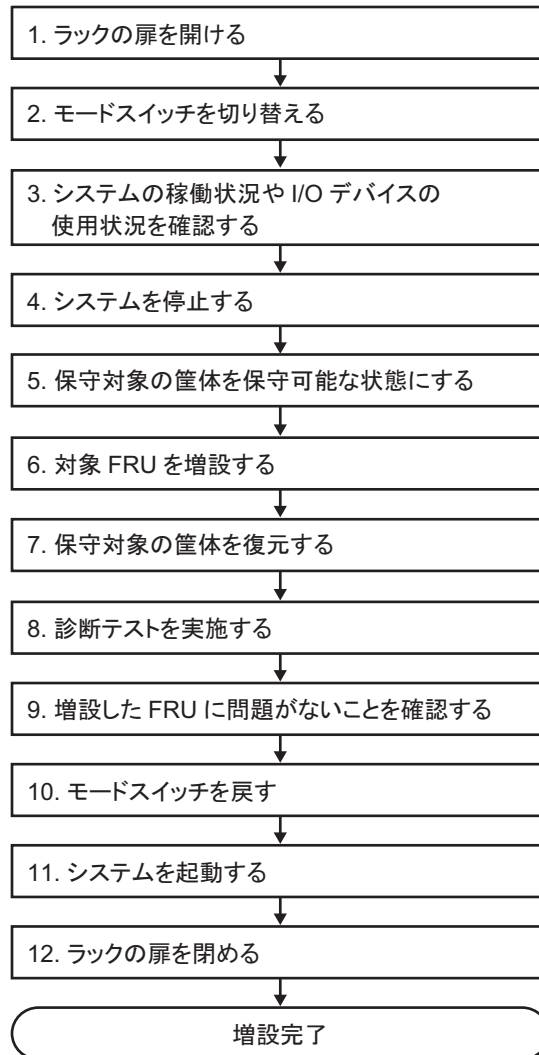 1. ラックの扉を開ける
2. モードスイッチを切り替える
3. システムの稼働状況や I/O デバイスの
使用状況を確認する
4. システムを停止する
5. 保守対象の筐体を保守可能な状態にする
6. 対象 FRU を増設する
7. 保守対象の筐体を復元する
8. 診断テストを実施する
9. 増設した FRU に問題がないことを確認する
10. モードスイッチを戻す
11. システムを起動する
12. ラックの扉を閉める
増設完了